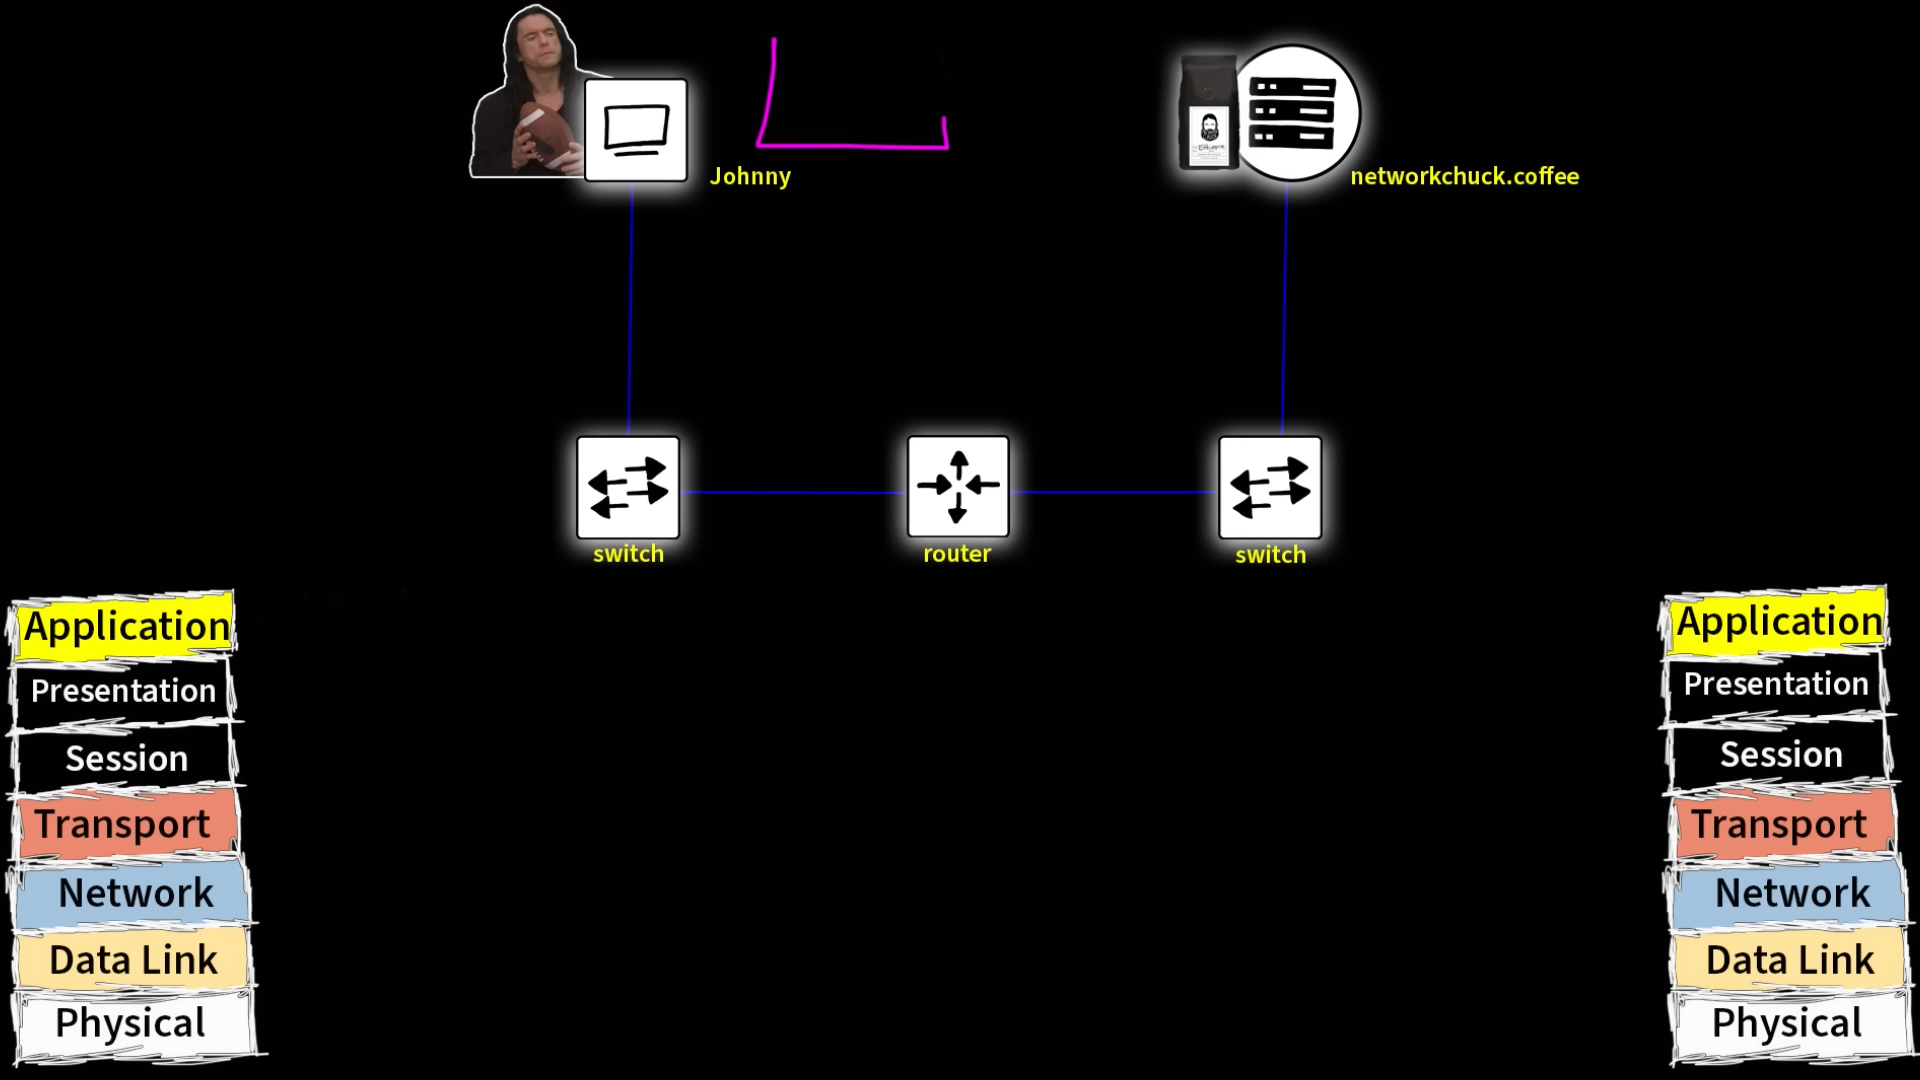 Johnny
networkchuck.coffee
switch
router
switch
Application
Presentation
Session
Transport
Network
Data Link
Physical
Application
Presentation
Session
Transport
Network
Data Link
Physical